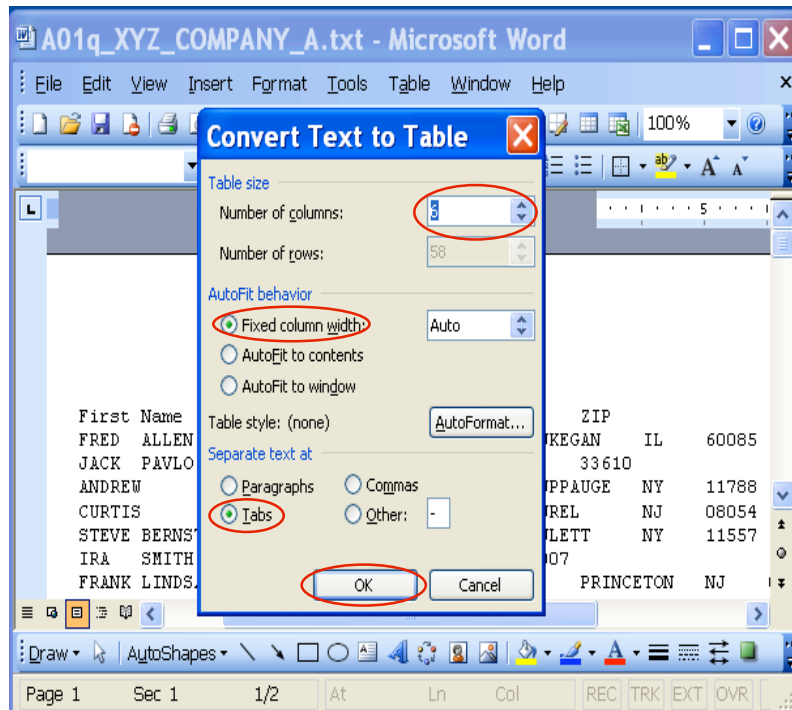 A01q_XYZ_COMPANY_A.txt - Microsoft Word
File Edit View Insert Format Tools Table Window Help
100%
Convert Text to Table
Table size
Number of columns: 6
5
Number of rows: 58
AutoFit behavior
Fixed column width: Auto
AutoFit to contents
AutoFit to window
Table style: (none) AutoFormat...
Separate text at
Paragraphs Commas
Tabs Other: -
OK Cancel
First Name ZIP
FRED ALLEN UKEGAN IL 60085
JACK PAVLO 33610
ANDREW UPPAUGE NY 11788
CURTIS UREL NJ 08054
STEVE BERNST ULETT NY 11557
IRA SMITH 007
FRANK LINDSA PRINCETON NJ
Draw AutoShapes
Page 1 Sec 1 1/2 At Ln Col REC TRK EXT OVR